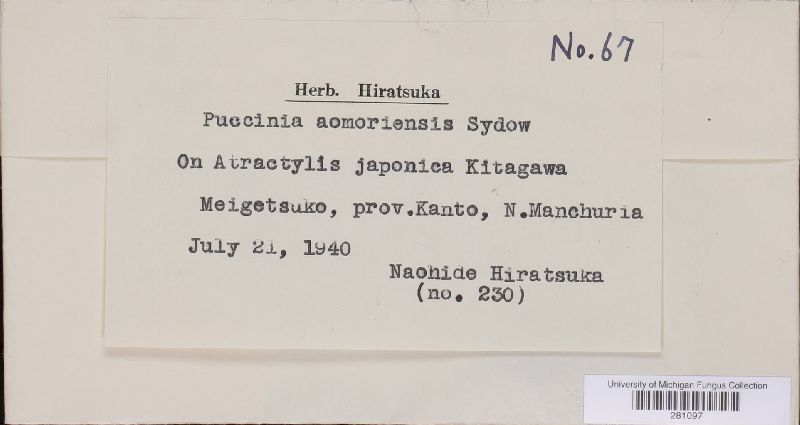 No. 67
Herb. Hiratsuka
Puccinia aomoriensis Sydow
On Atractylis japonica Kitagawa
Meigetsuko, prov.Kanto, N.Manchuria
July 21, 1940
Naohide Hiratsuka
(no. 230)
University of Michigan Fungus Collection
281097